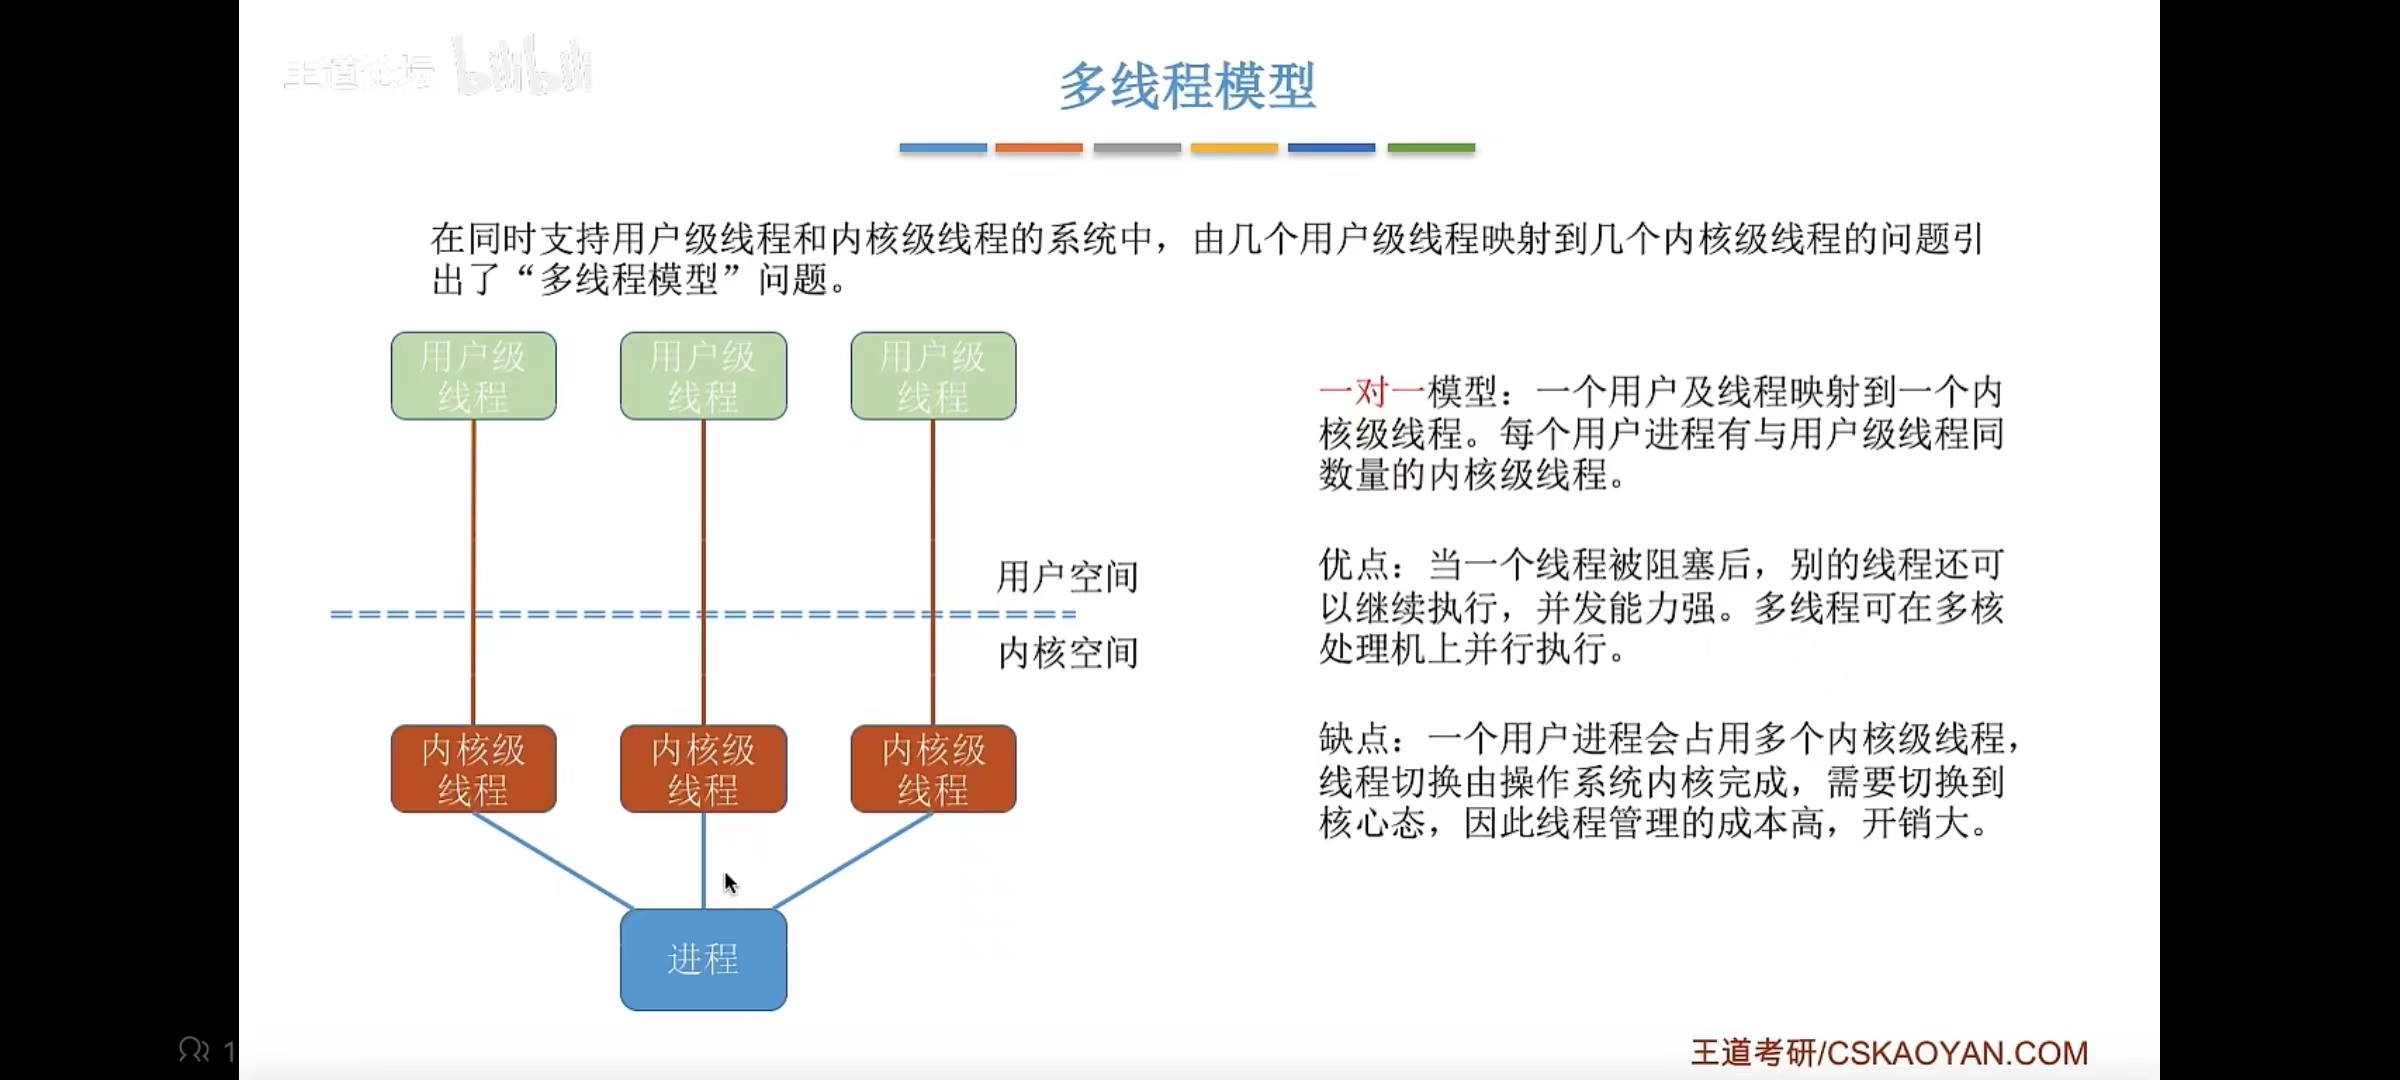 王道论坛 bilibili
多线程模型
在同时支持用户级线程和内核级线程的系统中，由几个用户级线程映射到几个内核级线程的问题引
出了“多线程模型”问题。
用户级
线程
用户级
线程
用户级
线程
一对一模型：一个用户及线程映射到一个内
核级线程。每个用户进程有与用户级线程同
数量的内核级线程。
优点：当一个线程被阻塞后，别的线程还可
以继续执行，并发能力强。多线程可在多核
处理机上并行执行。
用户空间
内核空间
内核级
线程
内核级
线程
内核级
线程
缺点：一个用户进程会占用多个内核级线程，
线程切换由操作系统内核完成，需要切换到
核心态，因此线程管理的成本高，开销大。
进程
1
王道考研/CSKAOYAN.COM